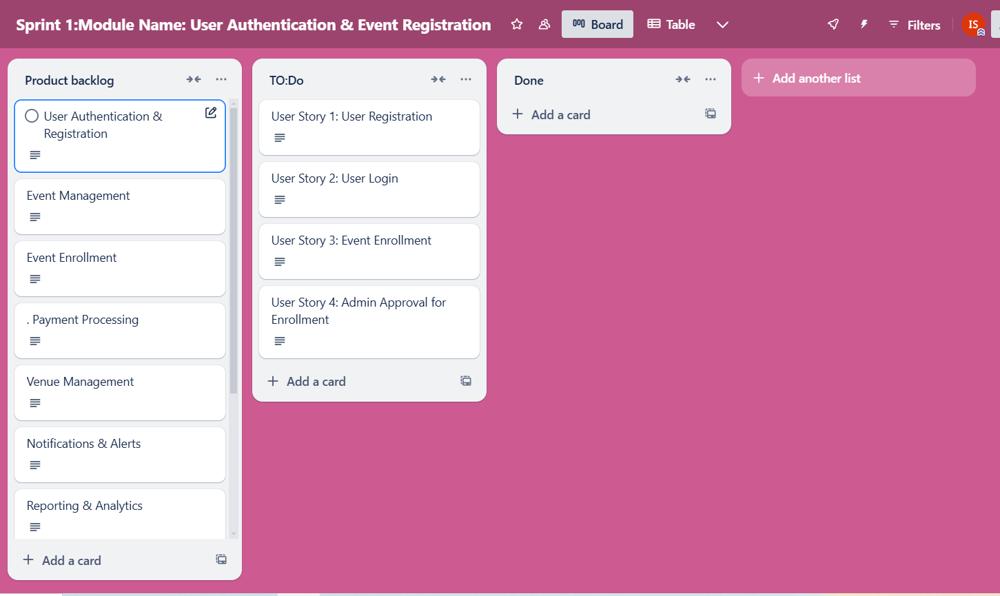 Sprint 1:Module Name: User Authentication & Event Registration
Board
Table
Filters
IS
Product backlog
User Authentication &
Registration
Event Management
Event Enrollment
. Payment Processing
Venue Management
Notifications & Alerts
Reporting & Analytics
Add a card
TO:Do
User Story 1: User Registration
User Story 2: User Login
User Story 3: Event Enrollment
User Story 4: Admin Approval for
Enrollment
Add a card
Done
Add a card
Add another list